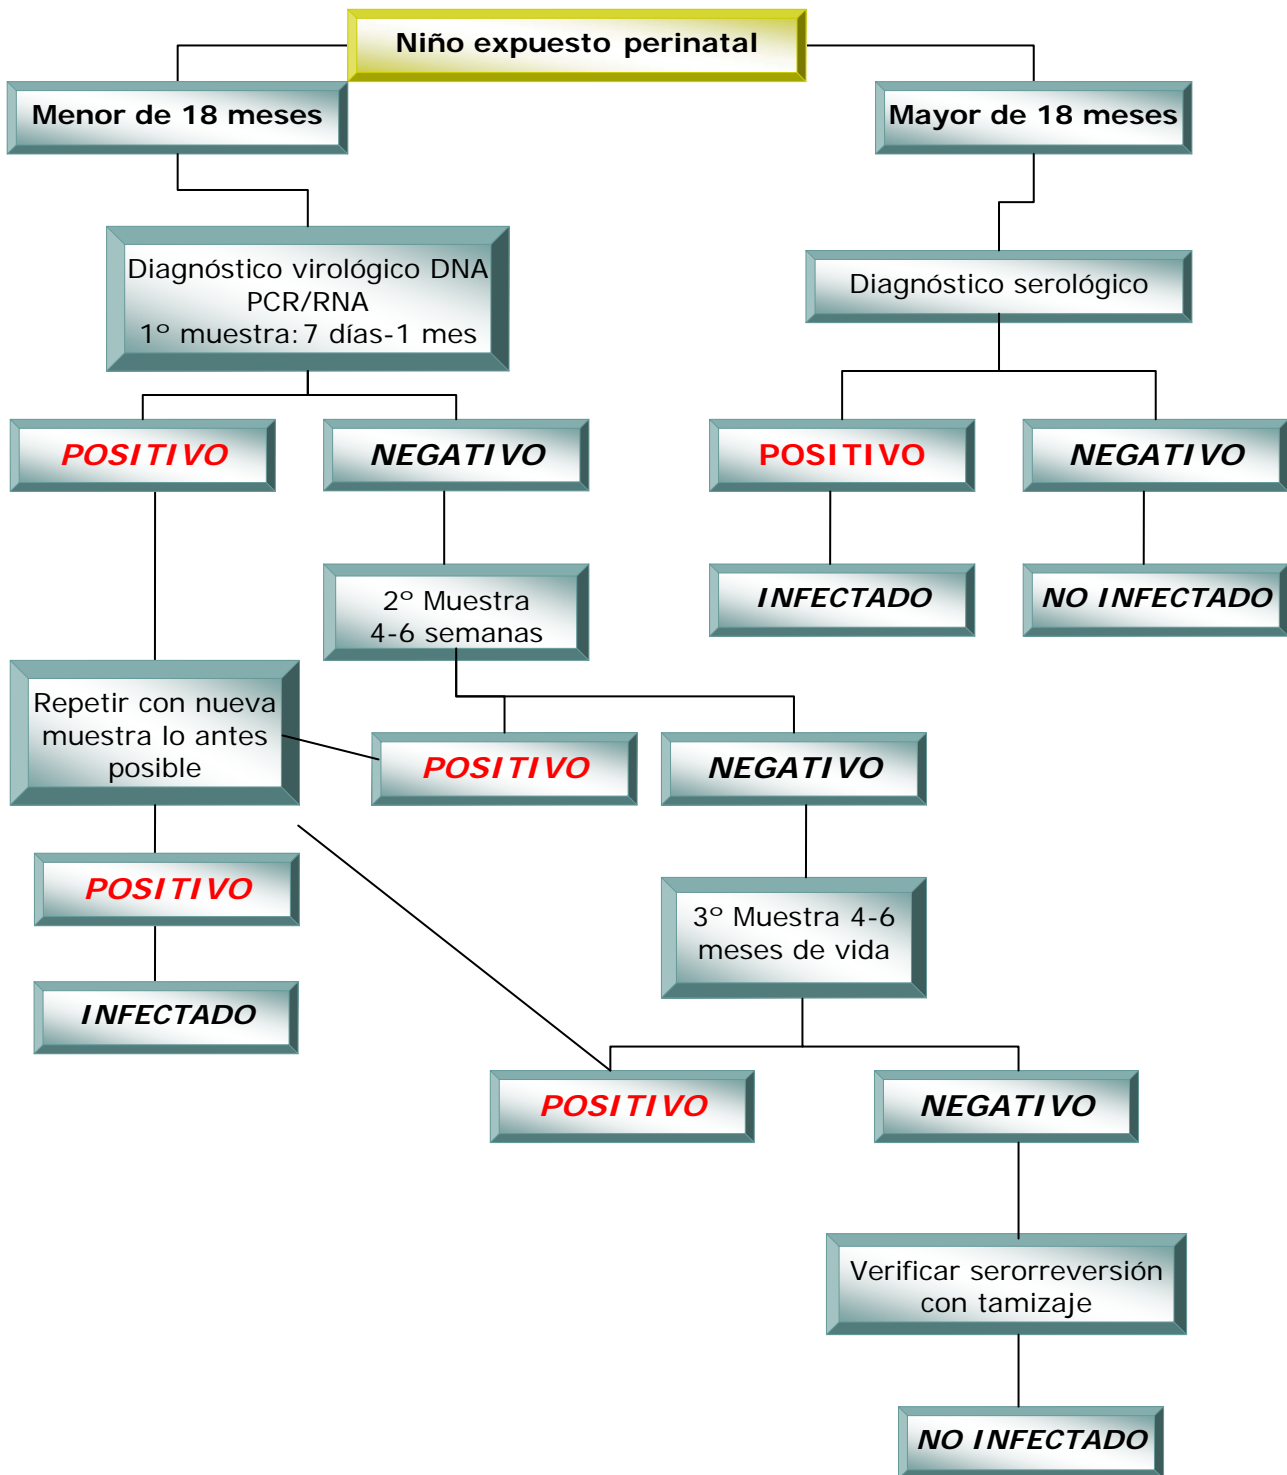 Niño expuesto perinatal
Menor de 18 meses
Mayor de 18 meses
Diagnóstico virológico DNA
PCR/RNA
1º muestra: 7 días-1 mes
Diagnóstico serológico
POSITIVO
NEGATIVO
POSITIVO
NEGATIVO
2º Muestra
4-6 semanas
INFECTADO
NO INFECTADO
Repetir con nueva
muestra lo antes
posible
POSITIVO
NEGATIVO
POSITIVO
3º Muestra 4-6
meses de vida
INFECTADO
POSITIVO
NEGATIVO
Verificar serorreversión
con tamizaje
NO INFECTADO